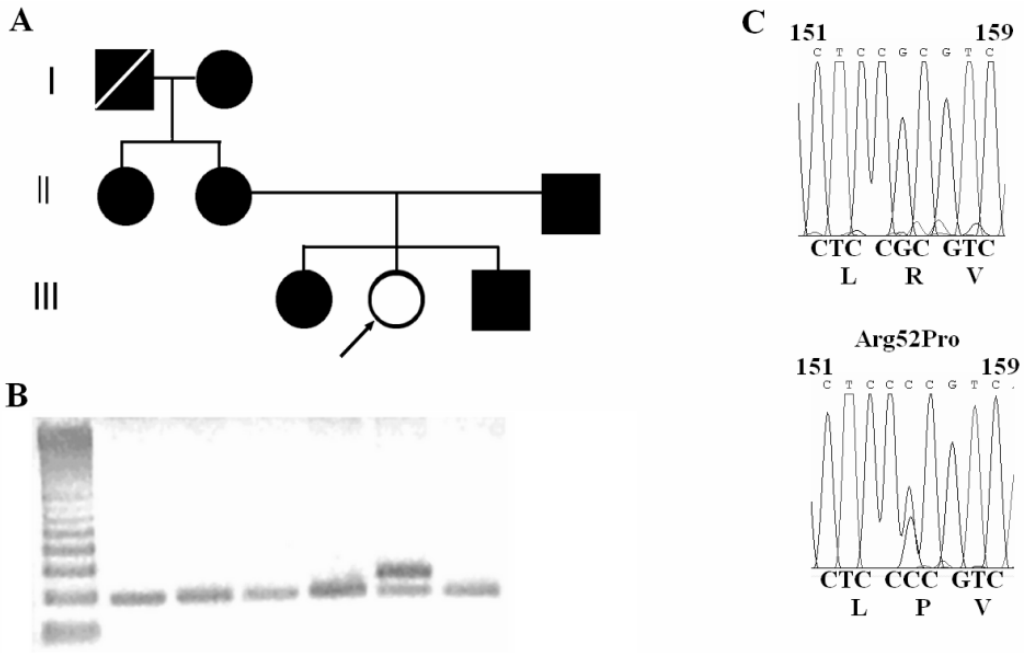 A
I
II
III
B
C
151 159
C T C C G C G T C
CTC CGC GTC
L R V
Arg52Pro
151 159
C T C C C C G T C .
CTC CCC GTC
L P V